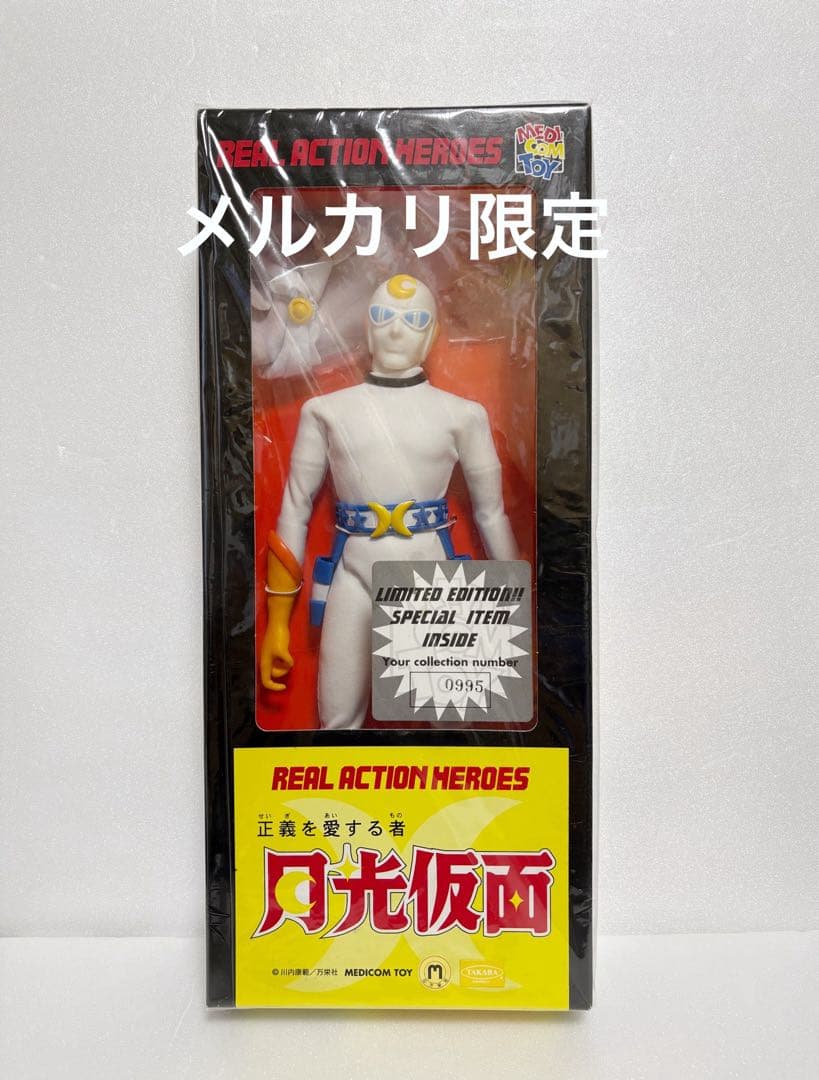 REAL ACTION HEROES
MEDI
COM
TOY
メルカリ限定
LIMITED EDITION!!
SPECIAL ITEM
INSIDE
Your collection number
0995
REAL ACTION HEROES
せいぎ あい もの
正義を愛する者
月光仮面
©川内康範/万栄社 MEDICOM TOY
M
TAKARA